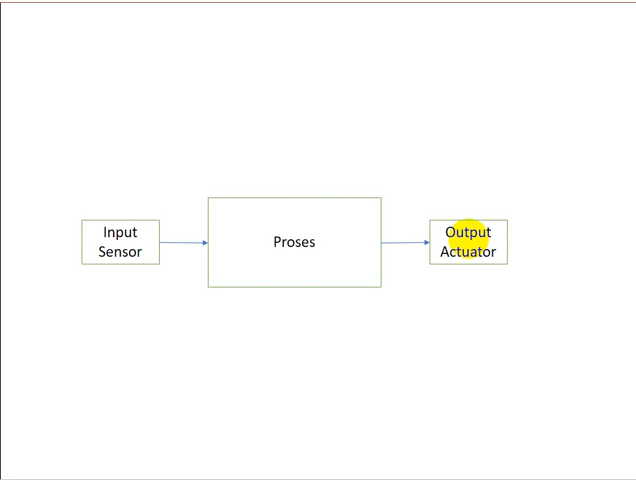 Input
Sensor
Proses
Output
Actuator